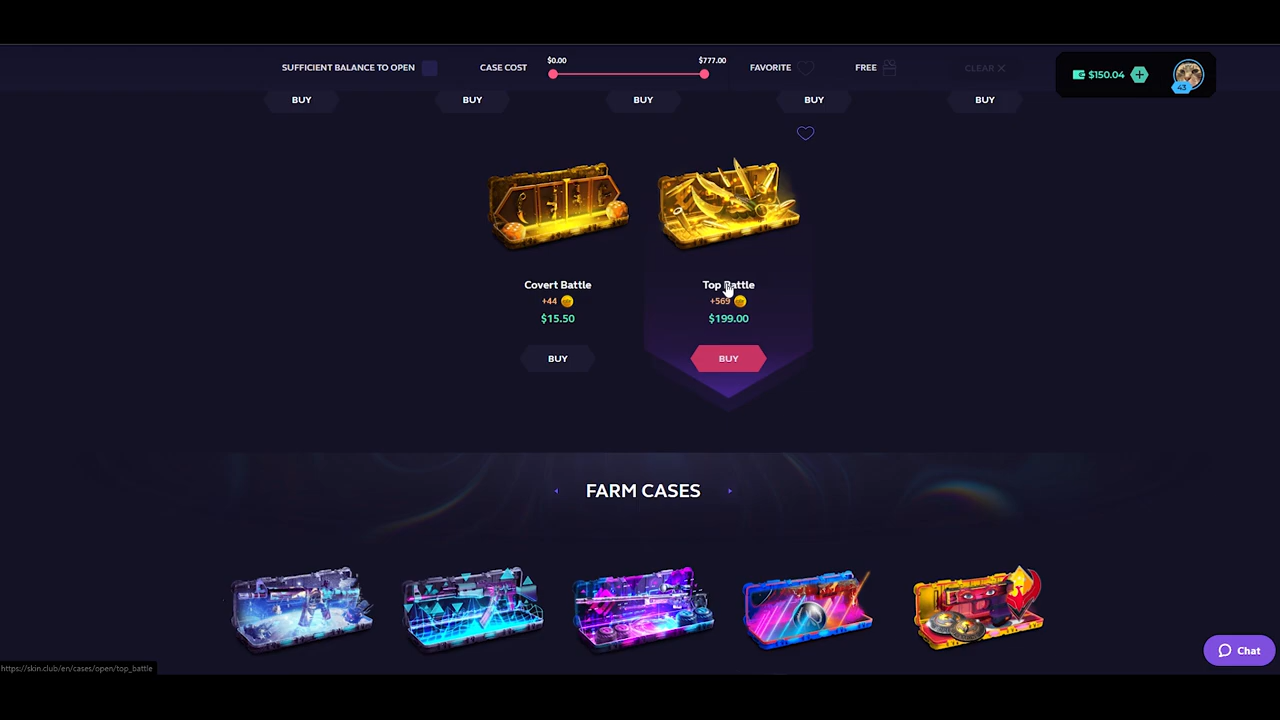 SUFFICIENT BALANCE TO OPEN
CASE COST
$0.00
$777.00
FAVORITE
FREE
CLEAR ✕
$150.04
43
BUY
BUY
BUY
BUY
BUY
Covert Battle
+44
$15.50
BUY
Top Battle
+569
$199.00
BUY
FARM CASES
Chat
https://skin.club/en/cases/open/top_battle